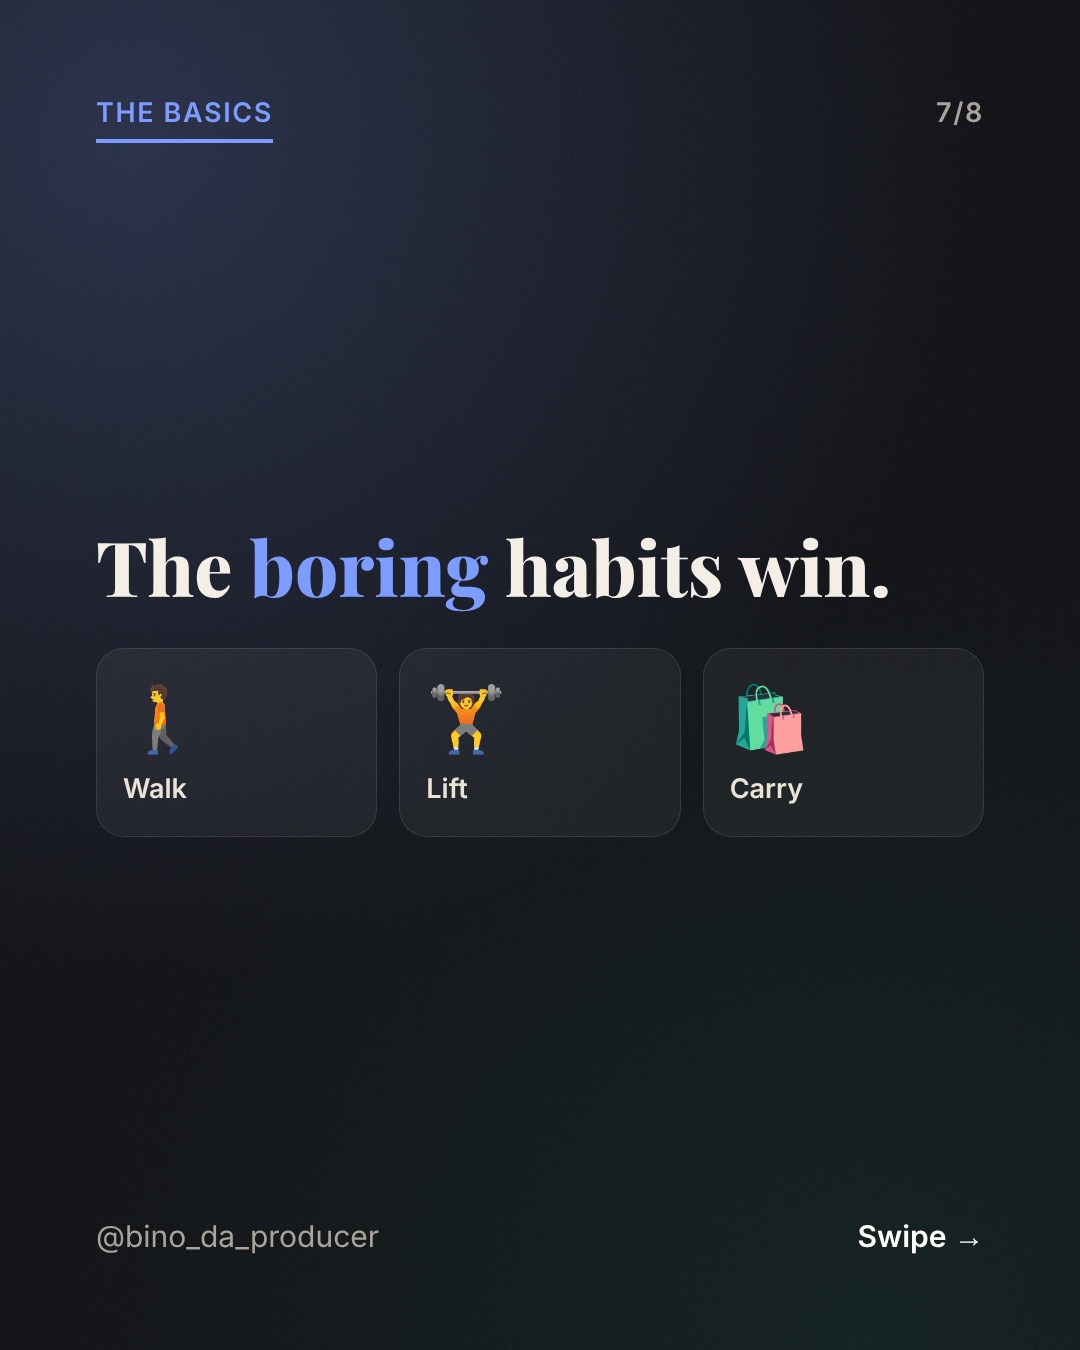 THE BASICS
7/8
The boring habits win.
Walk
Lift
Carry
@bino_da_producer
Swipe →